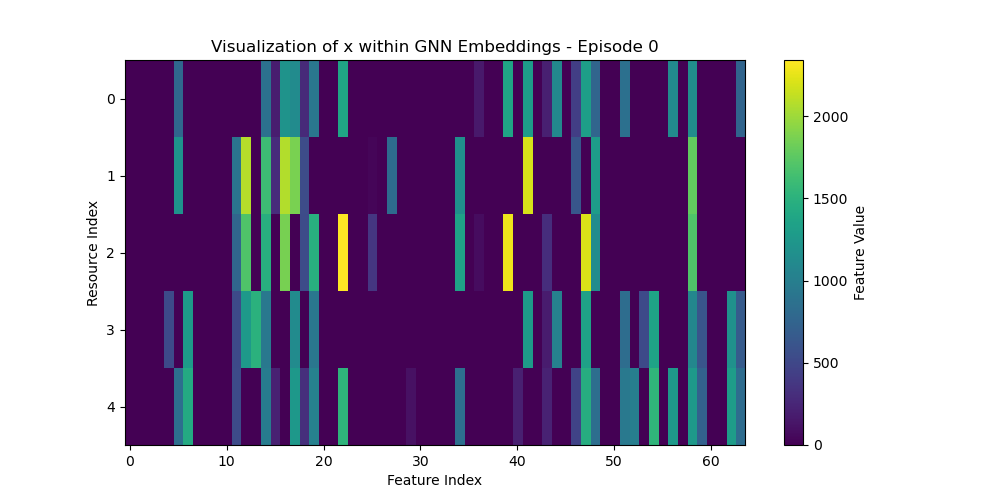 Visualization of x within GNN Embeddings - Episode 0
0
1
2
3
4
Resource Index
0 10 20 30 40 50 60
Feature Index
2000
1500
1000
500
0
Feature Value